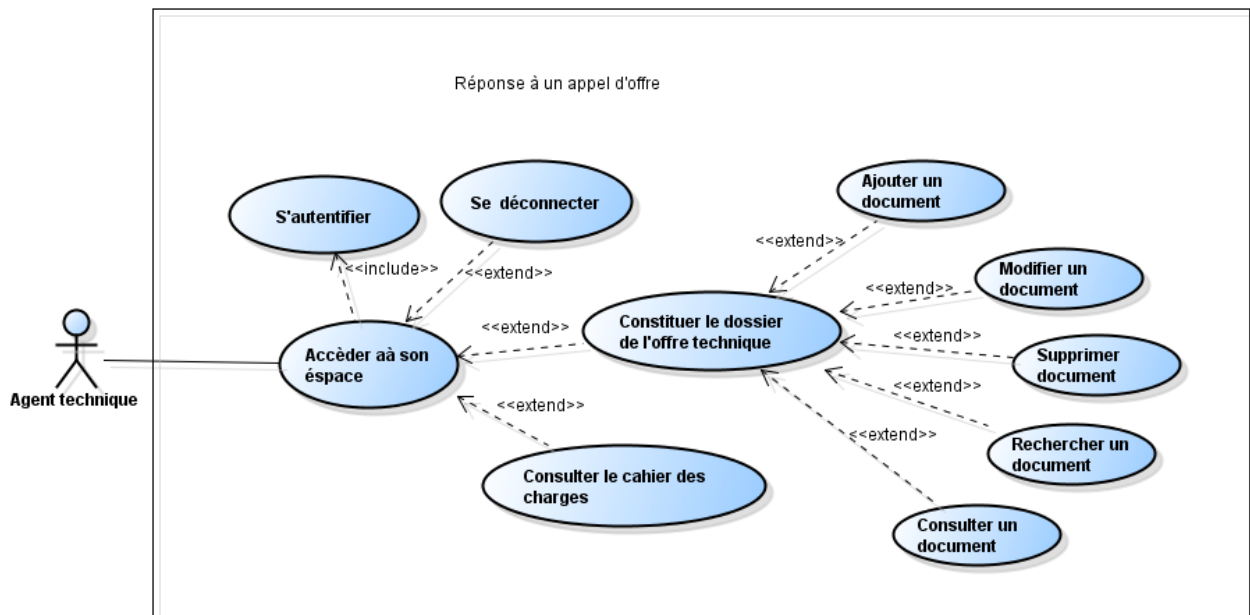 Réponse à un appel d'offre
S'autentifier
Se déconnecter
Ajouter un
document
<<include>>
<<extend>>
<<extend>>
Modifier un
document
<<extend>>
Accèder aà son
éspace
<<extend>>
Constituer le dossier
de l'offre technique
<<extend>>
Supprimer
document
Agent technique
<<extend>>
<<extend>>
<<extend>>
Rechercher un
document
Consulter le cahier des
charges
Consulter un
document